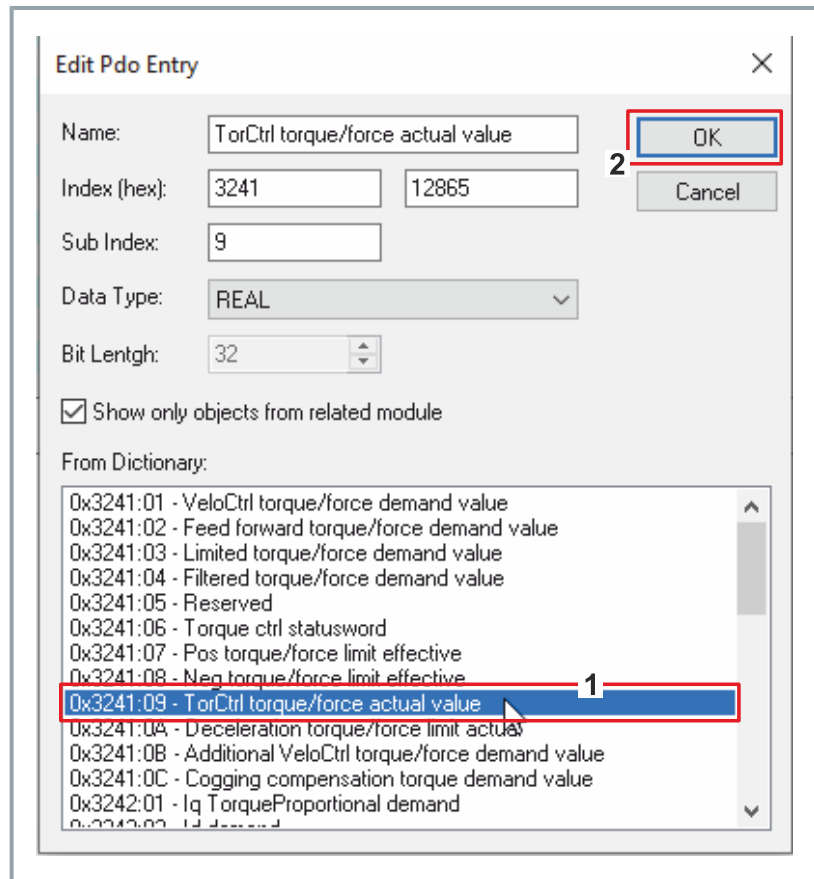 Edit Pdo Entry
Name: TorCtrl torque/force actual value OK
2
Index (hex): 3241 12865 Cancel
Sub Index: 9
Data Type: REAL
Bit Lentgh: 32
Show only objects from related module
From Dictionary:
0x3241:01 - VeloCtrl torque/force demand value
0x3241:02 - Feed forward torque/force demand value
0x3241:03 - Limited torque/force demand value
0x3241:04 - Filtered torque/force demand value
0x3241:05 - Reserved
0x3241:06 - Torque ctrl statusword
0x3241:07 - Pos torque/force limit effective
0x3241:08 - Neg torque/force limit effective
1
0x3241:09 - TorCtrl torque/force actual value
0x3241:0A - Deceleration torque/force limit actual
0x3241:0B - Additional VeloCtrl torque/force demand value
0x3241:0C - Cogging compensation torque demand value
0x3242:01 - Iq TorqueProportional demand